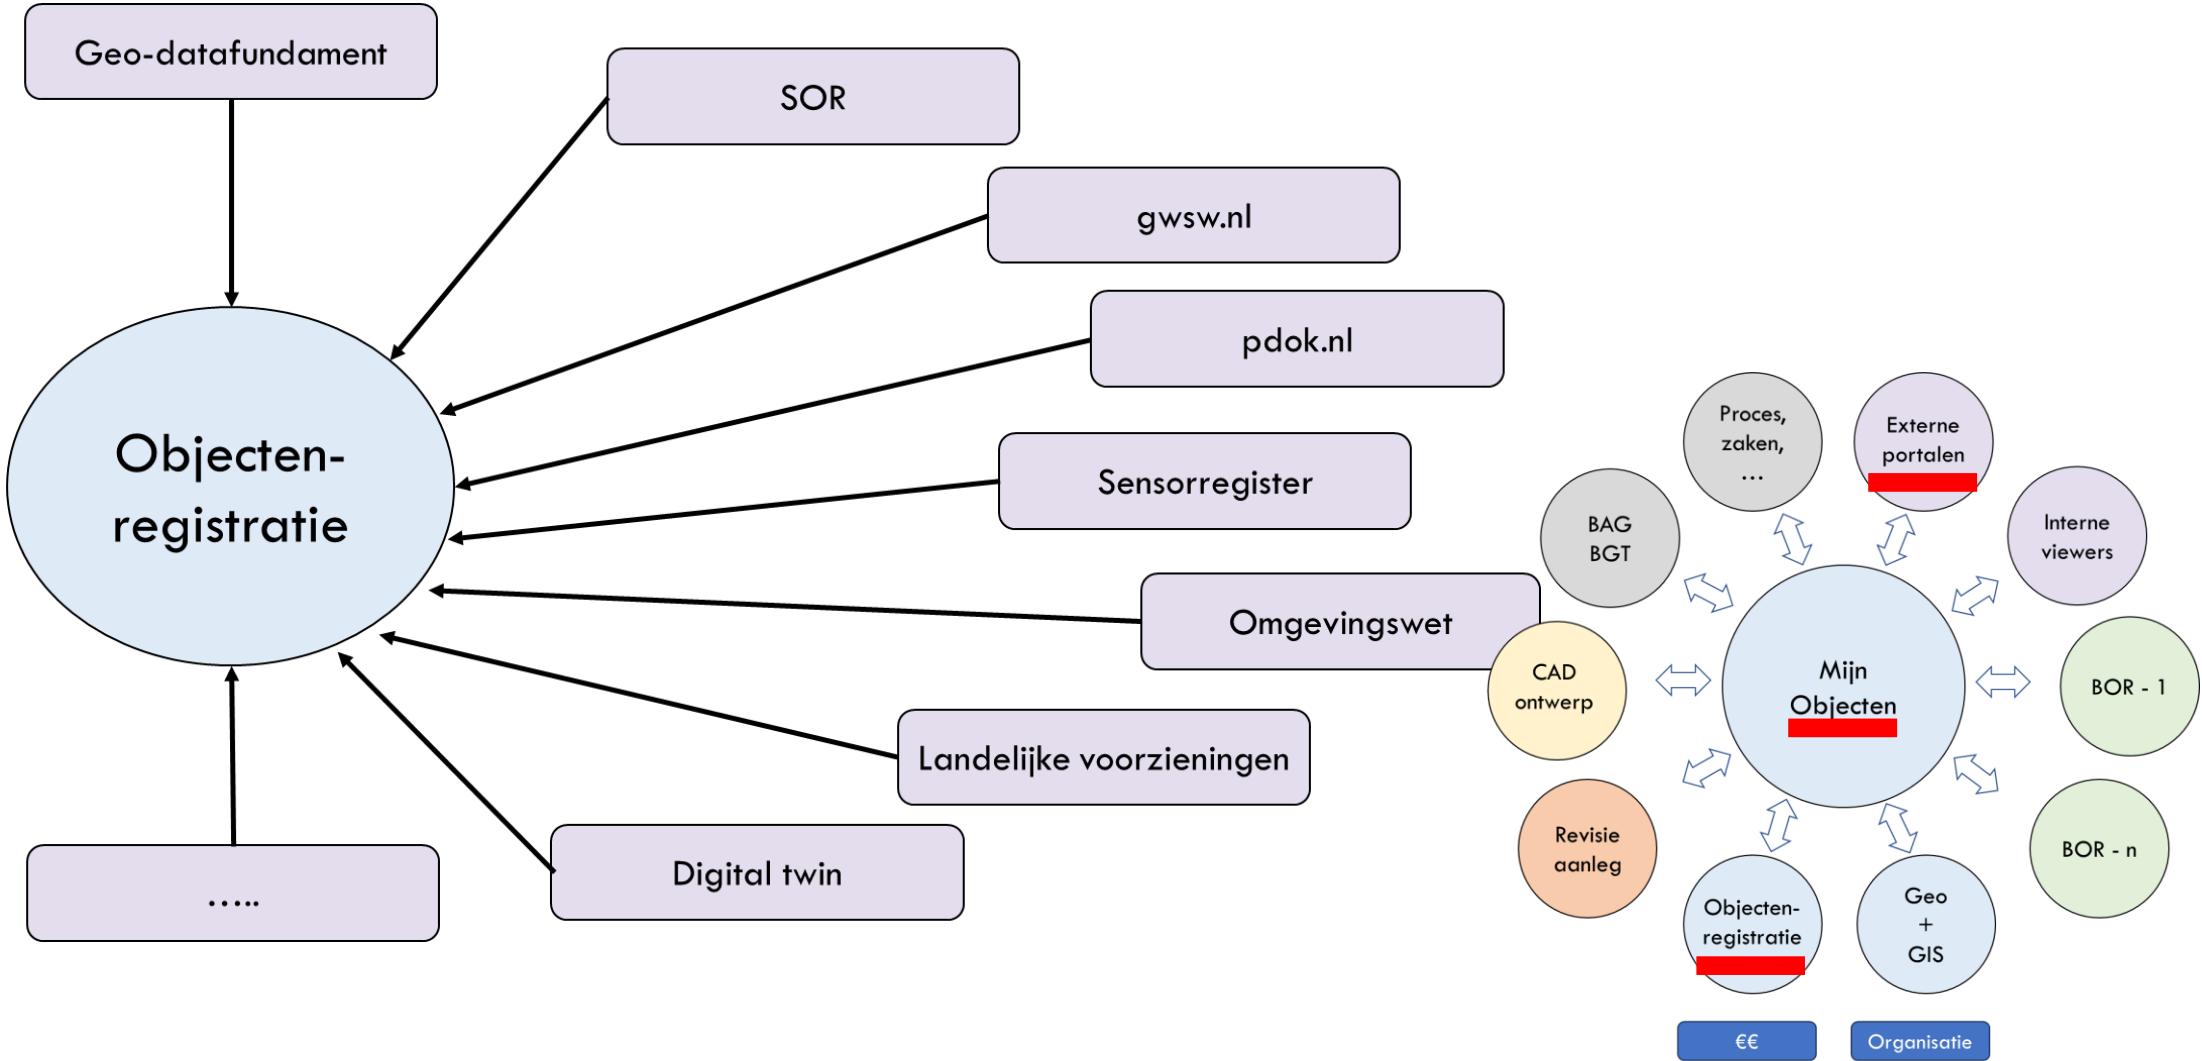 Geo-datafundament
SOR
gwsw.nl
pdok.nl
Sensorregister
Omgevingswet
Landelijke voorzieningen
Digital twin
.....
Objecten-
registratie
Proces,
zaken,
...
Externe
portalen
Interne
viewers
BOR - 1
BOR - n
Geo
+
GIS
Objecten-
registratie
Revisie
aanleg
CAD
ontwerp
BAG
BGT
Mijn
Objecten
€€
Organisatie